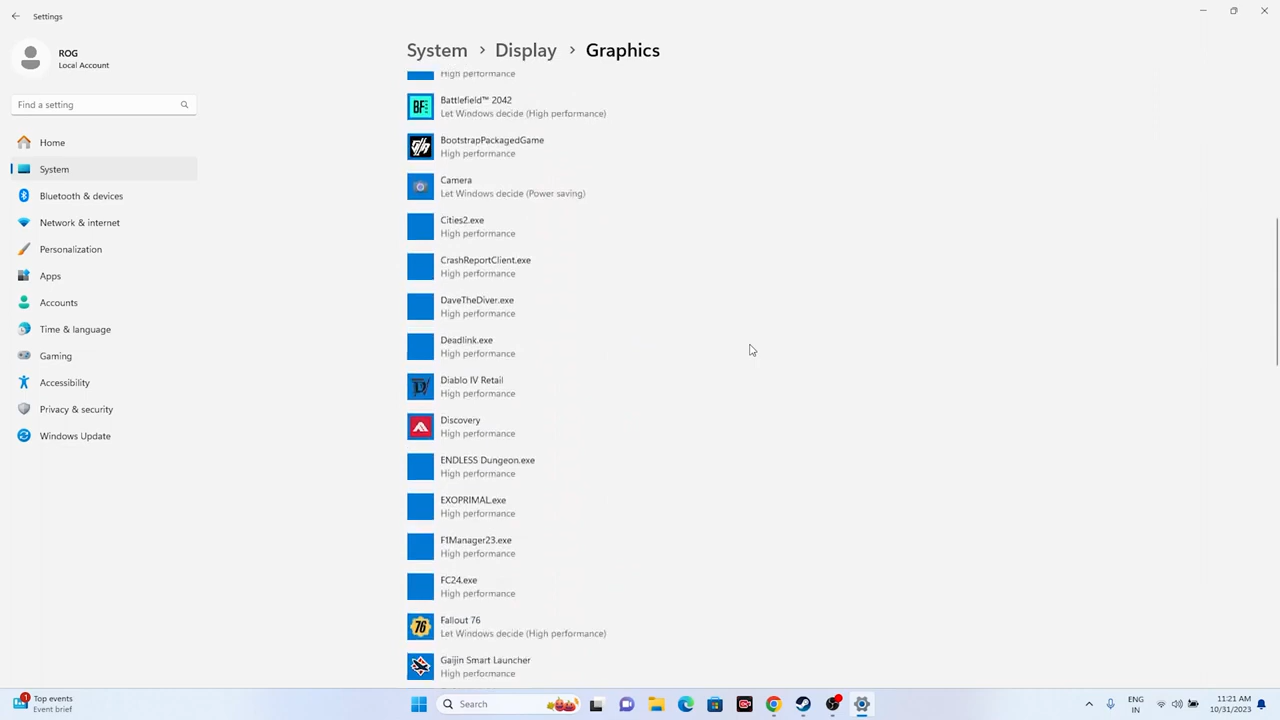 Settings
ROG
Local Account
Find a setting
Home
System
Bluetooth & devices
Network & internet
Personalization
Apps
Accounts
Time & language
Gaming
Accessibility
Privacy & security
Windows Update
System > Display > Graphics
High performance
Battlefield™ 2042
Let Windows decide (High performance)
BootstrapPackagedGame
High performance
Camera
Let Windows decide (Power saving)
Cities2.exe
High performance
CrashReportClient.exe
High performance
DaveTheDiver.exe
High performance
Deadlink.exe
High performance
Diablo IV Retail
High performance
Discovery
High performance
ENDLESS Dungeon.exe
High performance
EXOPRIMAL.exe
High performance
F1Manager23.exe
High performance
FC24.exe
High performance
76
Fallout 76
Let Windows decide (High performance)
Gaijin Smart Launcher
High performance
1
Top events
Event brief
Search
ENG
IN
11:21 AM
10/31/2023